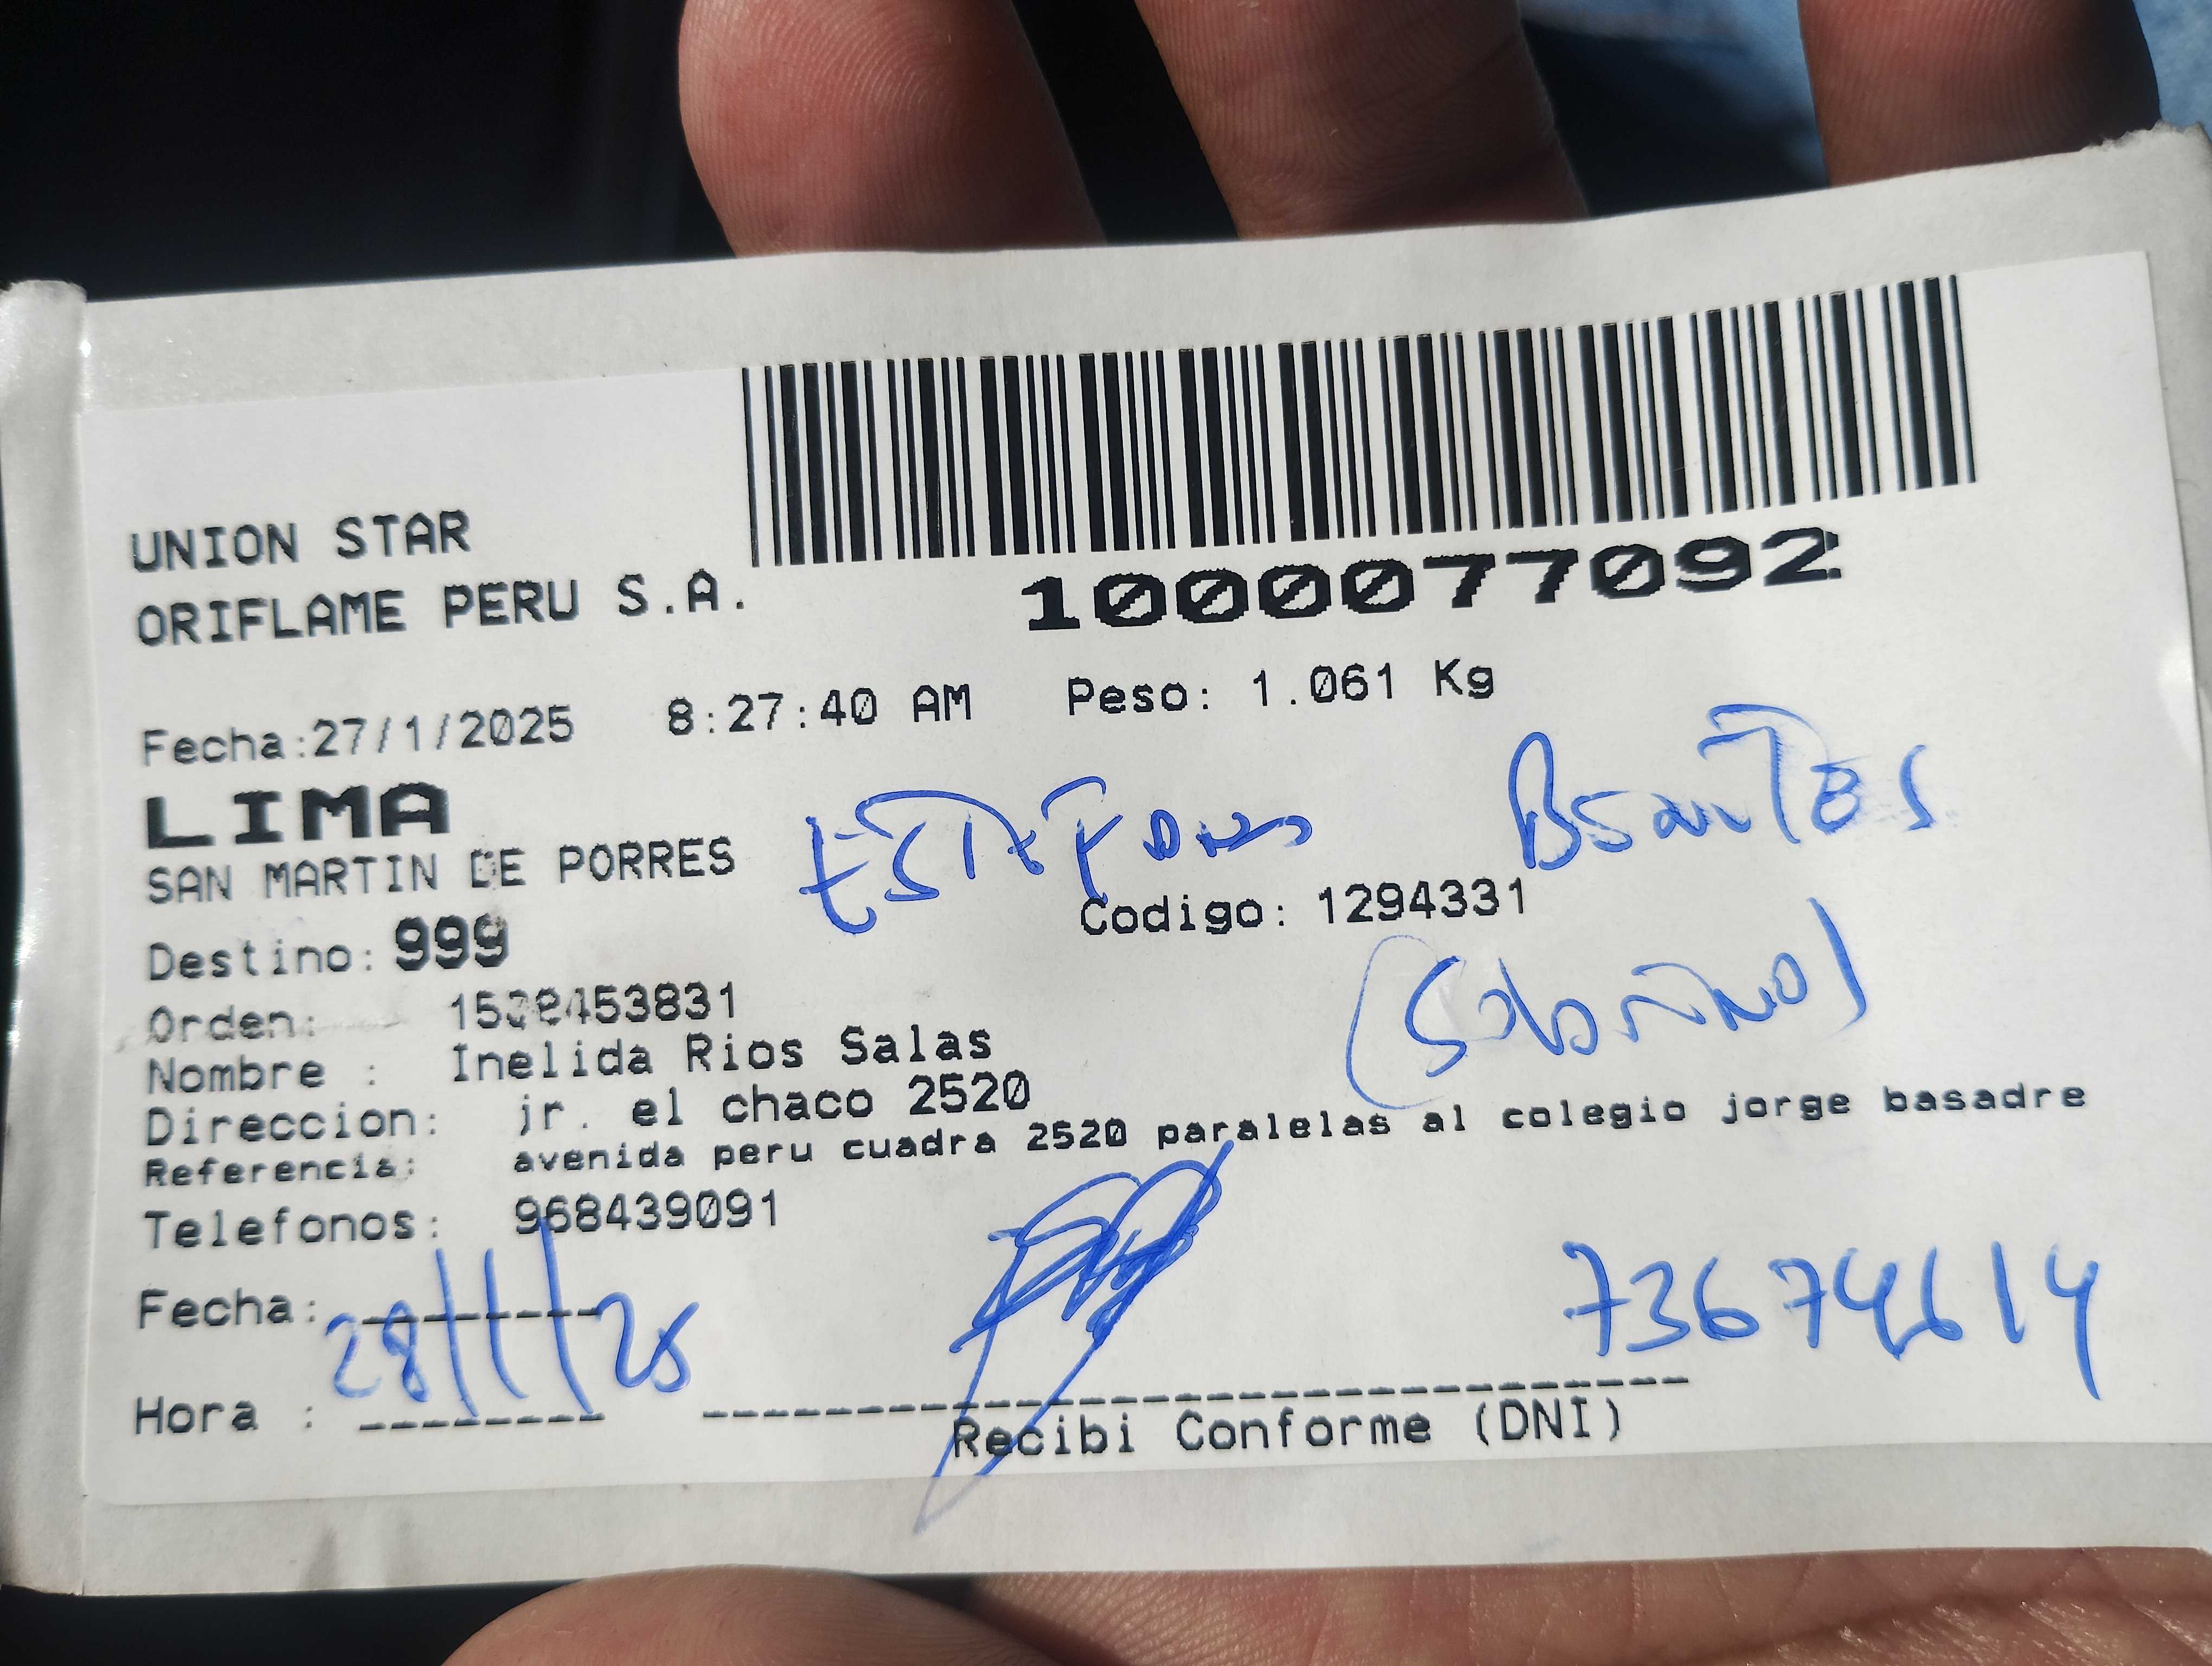 UNION STAR
ORIFLAME PERU S.A.
1000077092
Fecha:27/1/2025 8:27:40 AM Peso: 1.061 Kg
LIMA
SAN MARTIN DE PORRES
Destino: 999
Codigo: 1294331
(Sobrino)
Orden:
Nombre : Inelida Rios Salas
Direccion: jr. el chaco 2520
Referencia: avenida peru cuadra 2520 paralelas al colegio jorge basadre
Telefonos: 968439091
Fecha: 28/1/25
73674614
Hora :
Recibi Conforme (DNI)